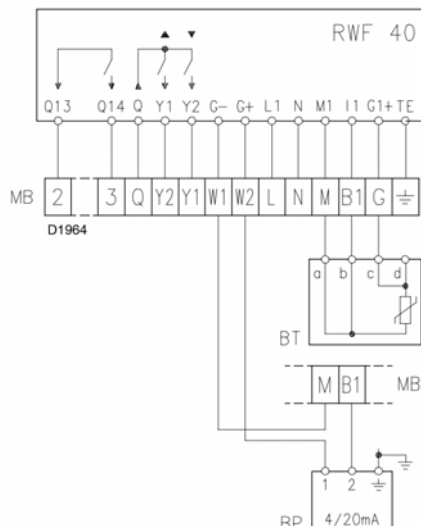 RWF 40
Q13 Q14 Q Y1 Y2 G- G+ L1 N M1 I1 G1+ TE
MB 2 3 Q Y2 Y1 W1 W2 L N M B1 G
D1964
a b c d
BT
M B1 MB
1 2
BP 4/20mA